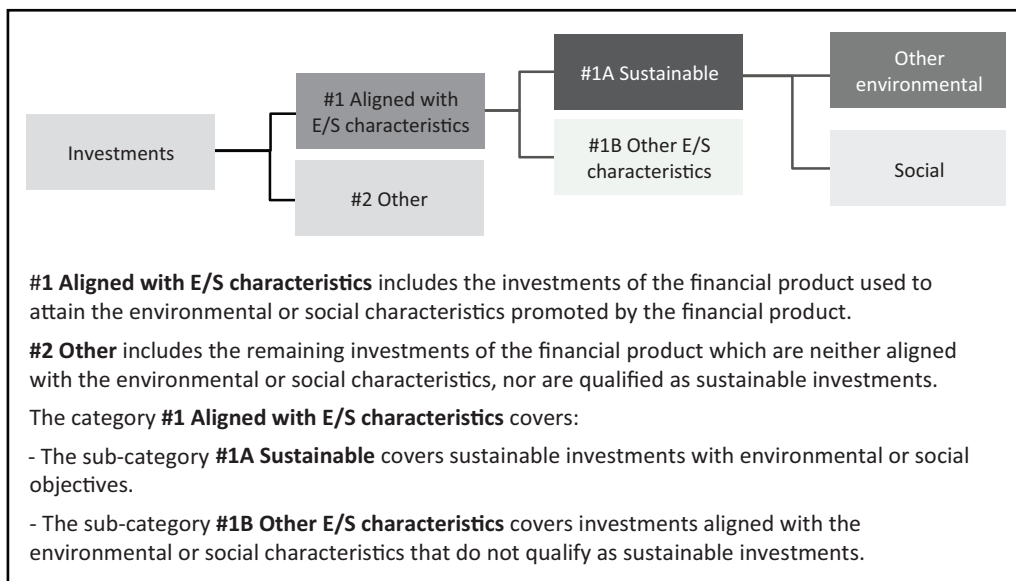 Investments
#1 Aligned with
E/S characteristics
#2 Other
#1A Sustainable
#1B Other E/S
characteristics
Other
environmental
Social
#1 Aligned with E/S characteristics includes the investments of the financial product used to
attain the environmental or social characteristics promoted by the financial product.
#2 Other includes the remaining investments of the financial product which are neither aligned
with the environmental or social characteristics, nor are qualified as sustainable investments.
The category #1 Aligned with E/S characteristics covers:
- The sub-category #1A Sustainable covers sustainable investments with environmental or social
objectives.
- The sub-category #1B Other E/S characteristics covers investments aligned with the
environmental or social characteristics that do not qualify as sustainable investments.